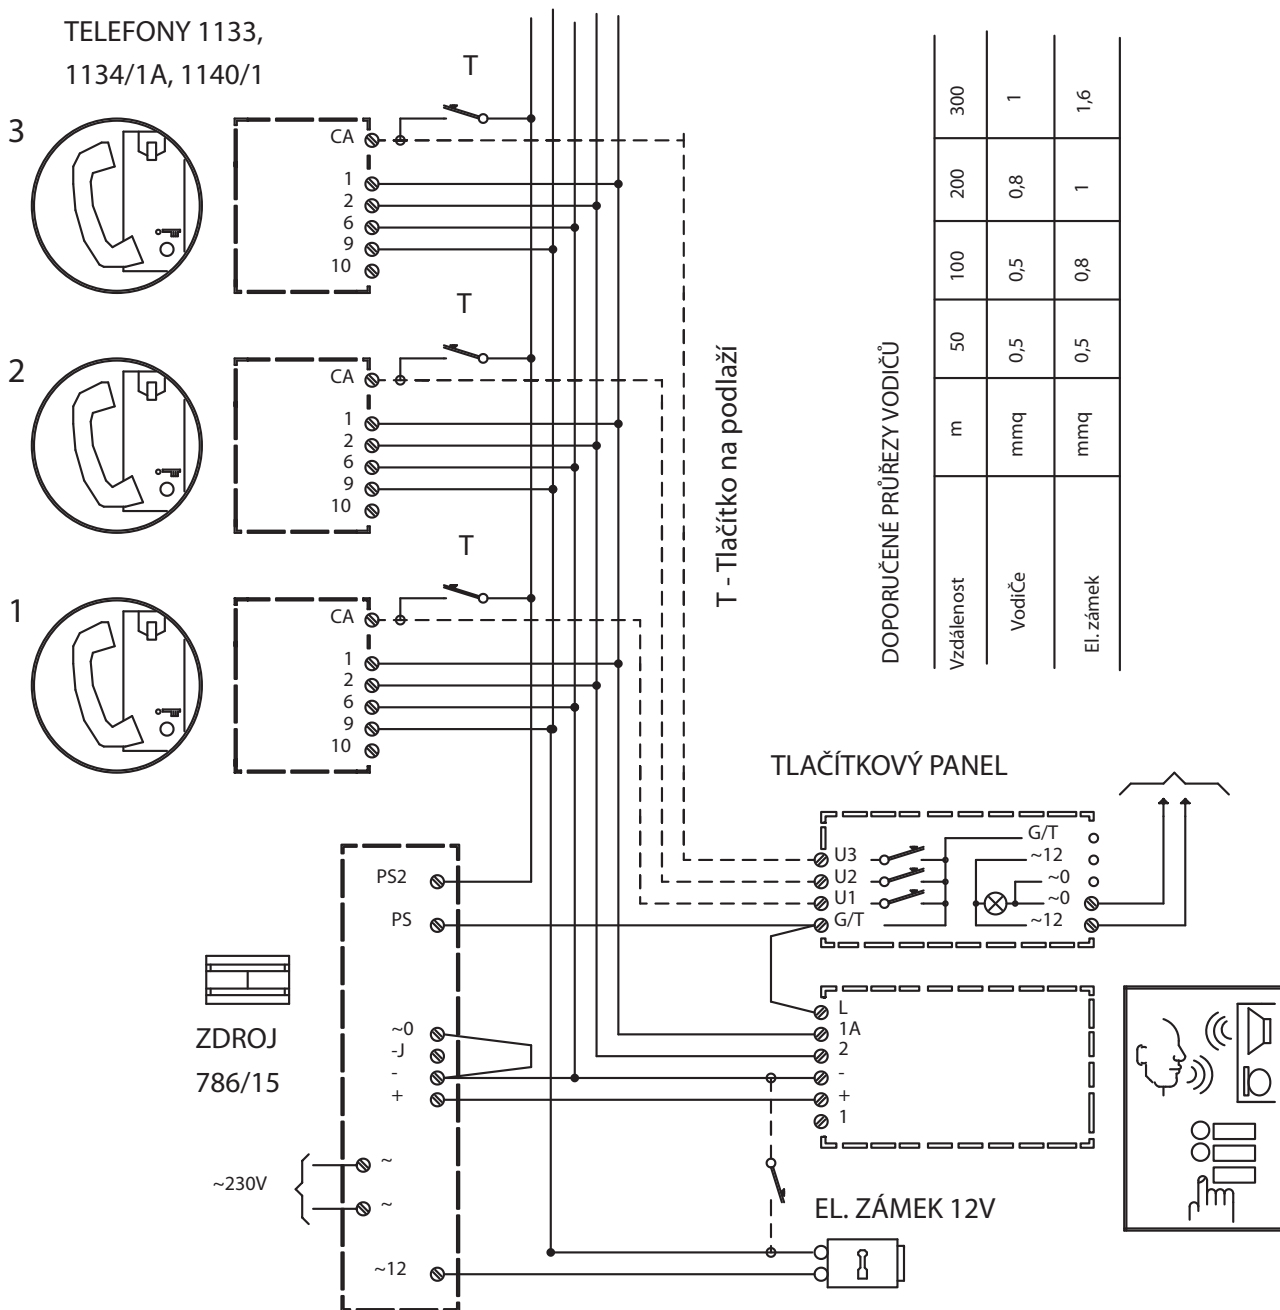 TELEFONY 1133,
1134/1A, 1140/1
3
T
CA
1
2
6
9
10
2
T
CA
1
2
6
9
10
1
T
CA
1
2
6
9
10
T - Tlačítko na podlaží
DOPORUČENÉ PRŮŘEZY VODIČŮ
Vzdálenost m 50 100 200 300
VodiČe mmq 0,5 0,5 0,8 1
El. zámek mmq 0,5 0,8 1 1,6
TLAČÍTKOVÝ PANEL
U3
U2
U1
G/T
G/T
~12
~0
~0
~12
L
1A
2
-
+
1
PS2
PS
~0
-J
-
+
~
~
~12
ZDROJ
786/15
~230V
EL. ZÁMEK 12V